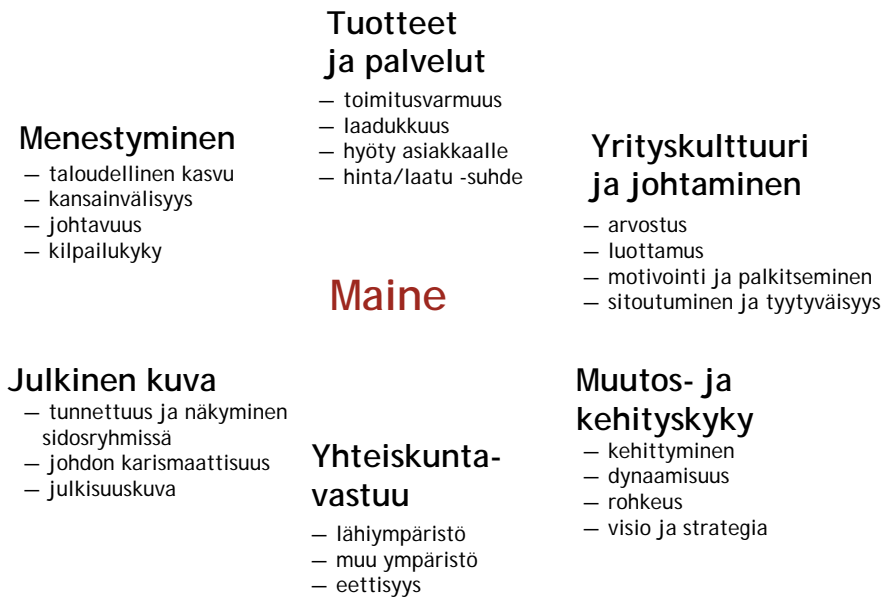 Tuotteet
ja palvelut
— toimitusvarmuus
— laadukkuus
— hyöty asiakkaalle
— hinta/laatu -suhde
Menestyminen
— taloudellinen kasvu
— kansainvälisyys
— johtavuus
— kilpailukyky
Yrityskulttuuri
ja johtaminen
— arvostus
— luottamus
— motivointi ja palkitseminen
— sitoutuminen ja tyytyväisyys
Maine
Julkinen kuva
— tunnettuus ja näkyminen
sidosryhmissä
— johdon karismaattisuus
— julkisuuskuva
Yhteiskunta-
vastuu
— lähiympäristö
— muu ympäristö
— eettisyys
Muutos- ja
kehityskyky
— kehittyminen
— dynaamisuus
— rohkeus
— visio ja strategia